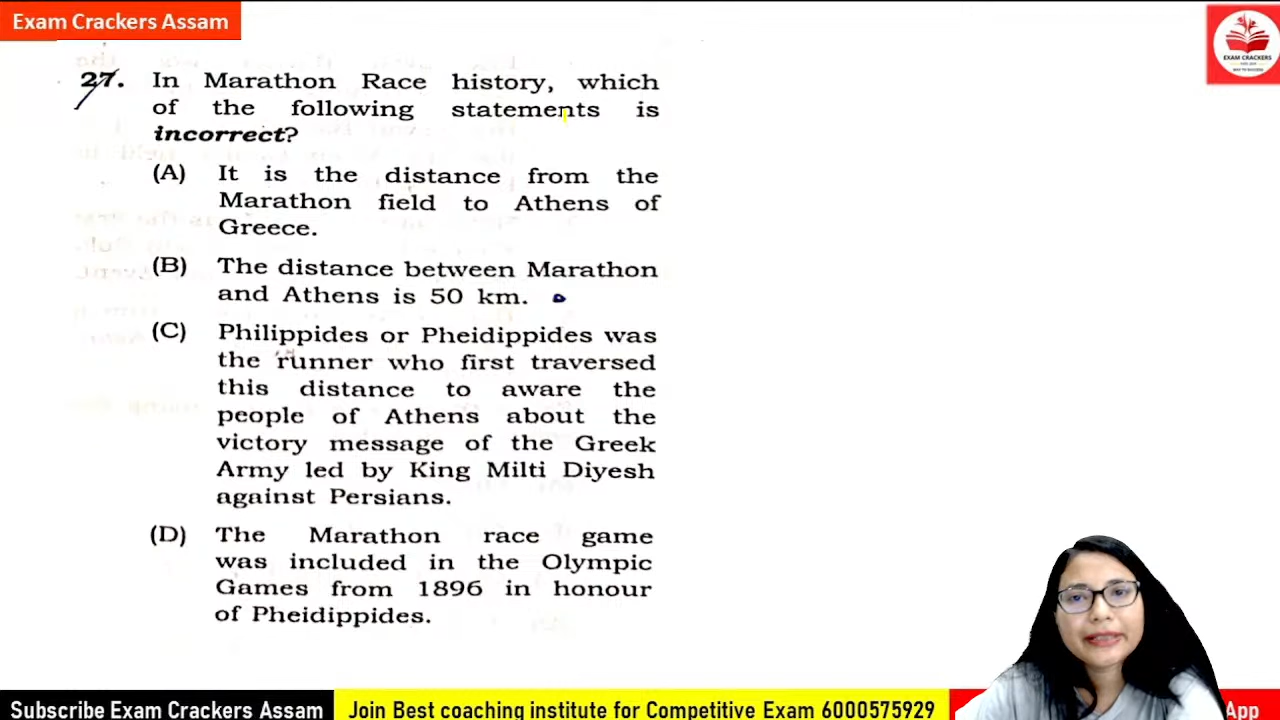 Exam Crackers Assam
EXAM CRACKERS
27. In Marathon Race history, which
of the following statements is
incorrect?
(A) It is the distance from the
Marathon field to Athens of
Greece.
(B) The distance between Marathon
and Athens is 50 km.
(C) Philippides or Pheidippides was
the runner who first traversed
this distance to aware the
people of Athens about the
victory message of the Greek
Army led by King Milti Diyesh
against Persians.
(D) The Marathon race game
was included in the Olympic
Games from 1896 in honour
of Pheidippides.
Subscribe Exam Crackers Assam
Join Best coaching institute for Competitive Exam 6000575929
App